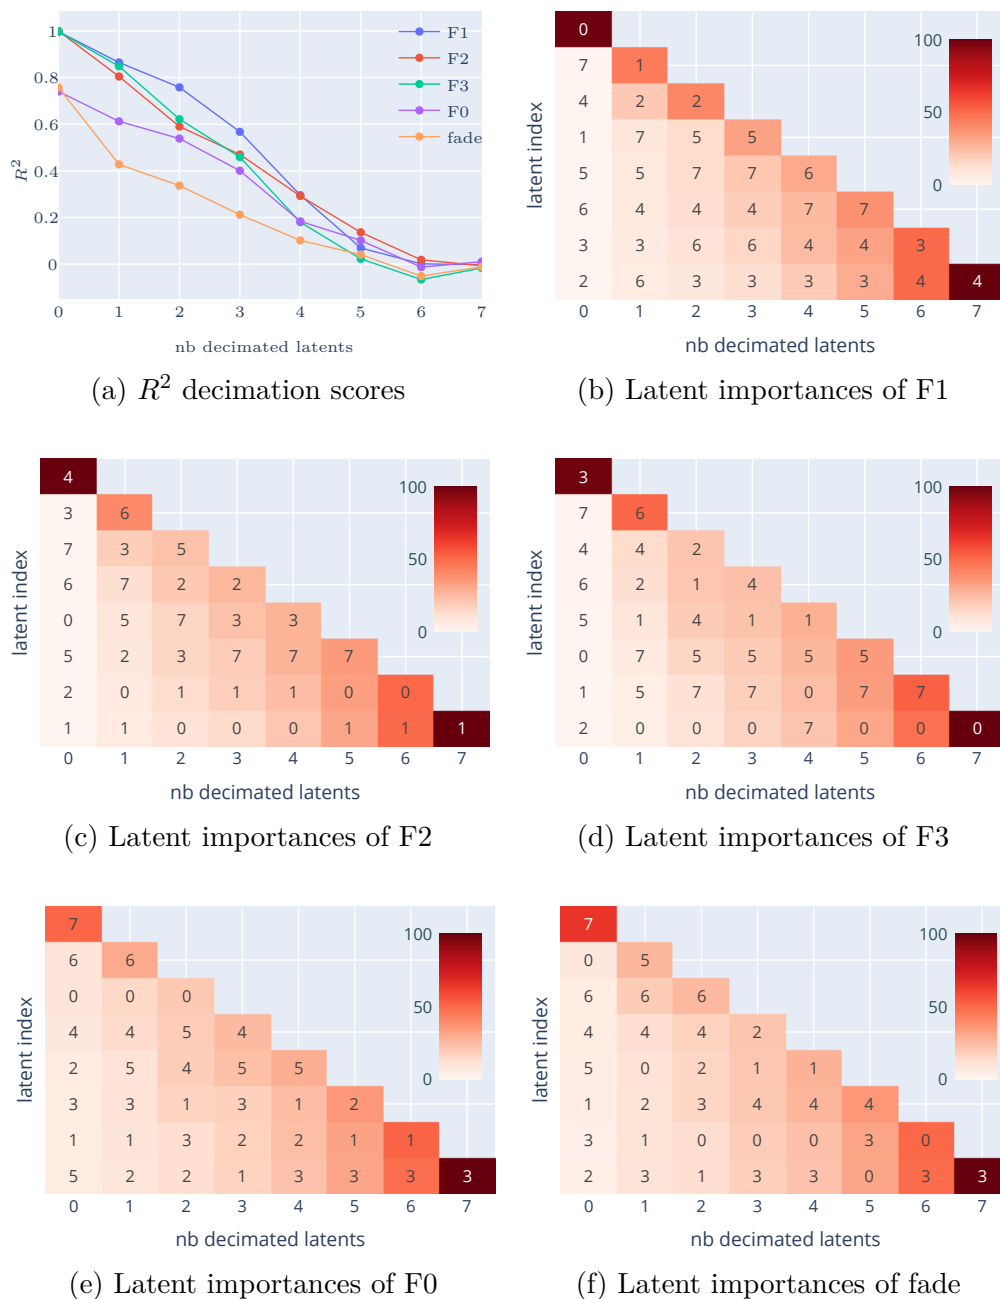 1
0.8
0.6
0.4
0.2
0
R²
0 1 2 3 4 5 6 7
nb decimated latents
F1
F2
F3
F0
fade
(a) R² decimation scores
0
7 1
4 2 2
1 7 5 5
5 5 7 7 6
6 4 4 4 7 7
3 3 6 6 4 4 3
2 6 3 3 3 3 4 4
0 1 2 3 4 5 6 7
nb decimated latents
latent index
100
50
0
(b) Latent importances of F1
4
3 6
7 3 5
6 7 2 2
0 5 7 3 3
5 2 3 7 7 7
2 0 1 1 1 0 0
1 1 0 0 0 1 1 1
0 1 2 3 4 5 6 7
nb decimated latents
latent index
100
50
0
(c) Latent importances of F2
3
7 6
4 4 2
6 2 1 4
5 1 4 1 1
0 7 5 5 5 5
1 5 7 7 0 7 7
2 0 0 0 7 0 0 0
0 1 2 3 4 5 6 7
nb decimated latents
latent index
100
50
0
(d) Latent importances of F3
7
6 6
0 0 0
4 4 5 4
2 5 4 5 5
3 3 1 3 1 2
1 1 3 2 2 1 1
5 2 2 1 3 3 3 3
0 1 2 3 4 5 6 7
nb decimated latents
latent index
100
50
0
(e) Latent importances of F0
7
0 5
6 6 6
4 4 4 2
5 0 2 1 1
1 2 3 4 4 4
3 1 0 0 0 3 0
2 3 1 3 3 0 3 3
0 1 2 3 4 5 6 7
nb decimated latents
latent index
100
50
0
(f) Latent importances of fade